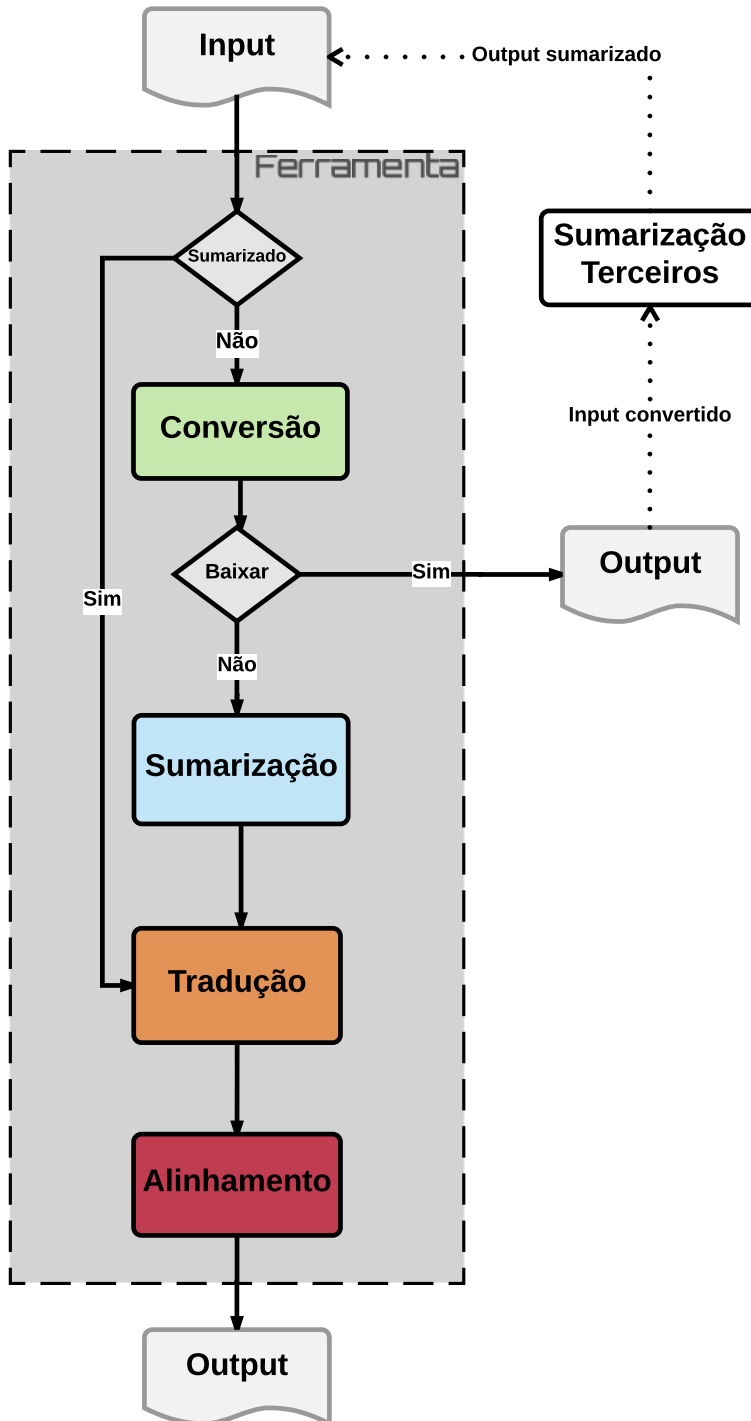 Input
Output sumarizado
Ferramenta
Sumarização
Terceiros
Sumarizado
Não
Conversão
Input convertido
Output
Baixar
Sim
Sim
Não
Sumarização
Tradução
Alinhamento
Output